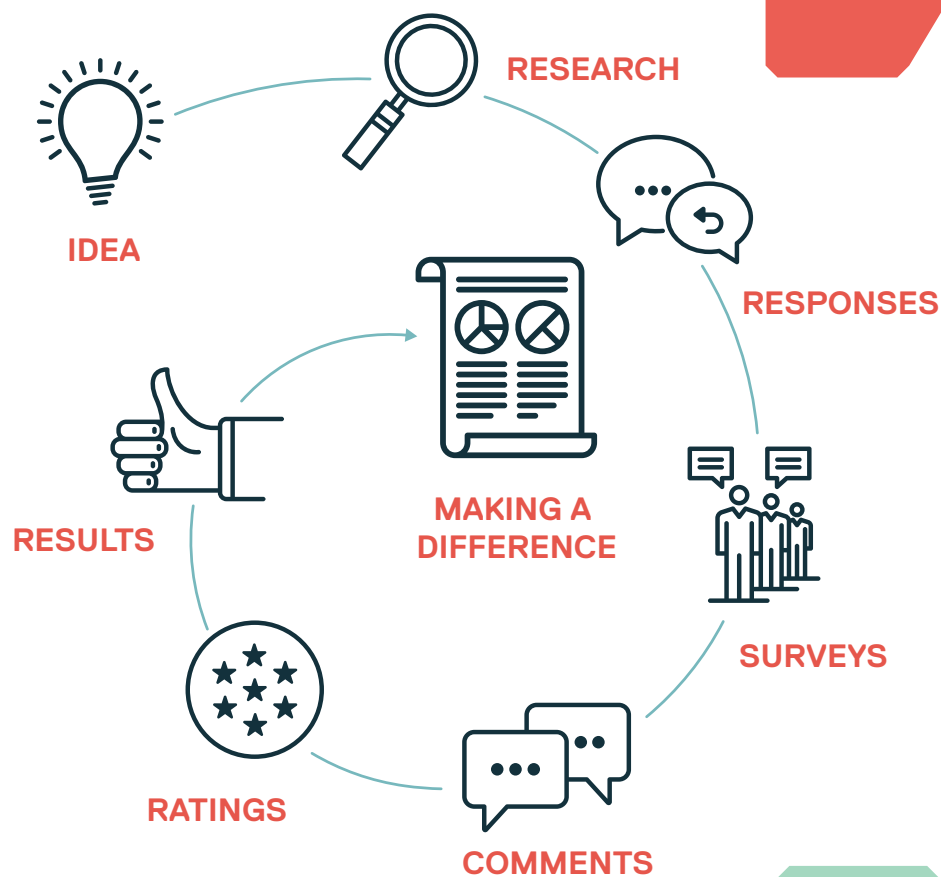 IDEA
RESEARCH
RESPONSES
SURVEYS
COMMENTS
RATINGS
RESULTS
MAKING A
DIFFERENCE